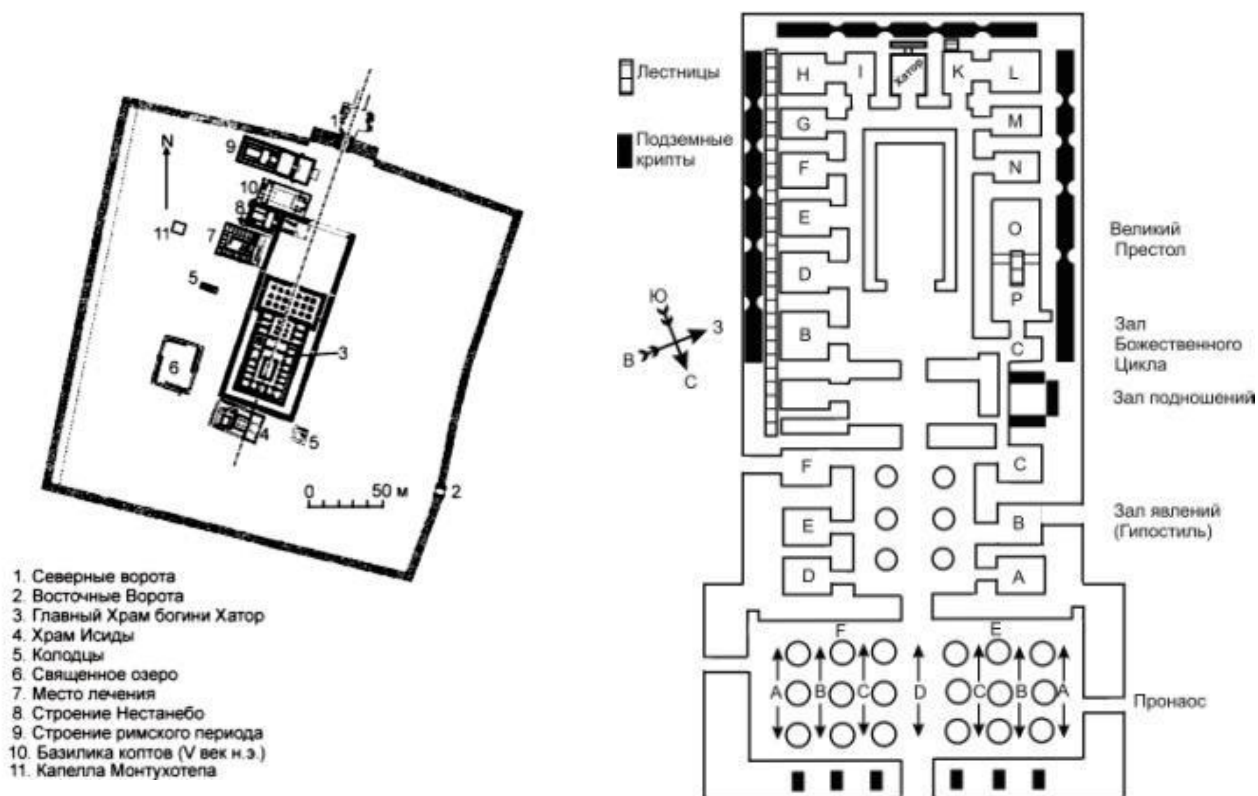 N
1
9
10
8
11
7
5
3
6
4
5
0 50 м
2
1. Северные ворота
2. Восточные Ворота
3. Главный Храм богини Хатор
4. Храм Исиды
5. Колодцы
6. Священное озеро
7. Место лечения
8. Строение Нестанебо
9. Строение римского периода
10. Базилика коптов (V век н.э.)
11. Капелла Монтухотепа
Лестницы
Подземные
крипты
H I Хатор K L
G M
F N
E O
D P
B C
Ю
В З
С
F C
E B
D A
F E
A B C D C B A
Великий
Престол
Зал
Божественного
Цикла
Зал подношений
Зал явлений
(Гипостиль)
Пронаос